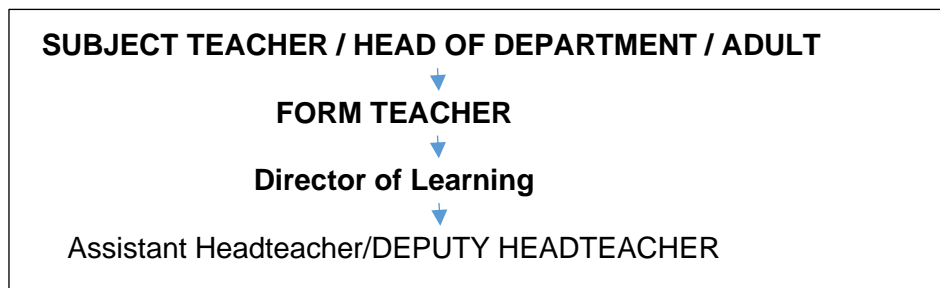 SUBJECT TEACHER / HEAD OF DEPARTMENT / ADULT
FORM TEACHER
Director of Learning
Assistant Headteacher/DEPUTY HEADTEACHER